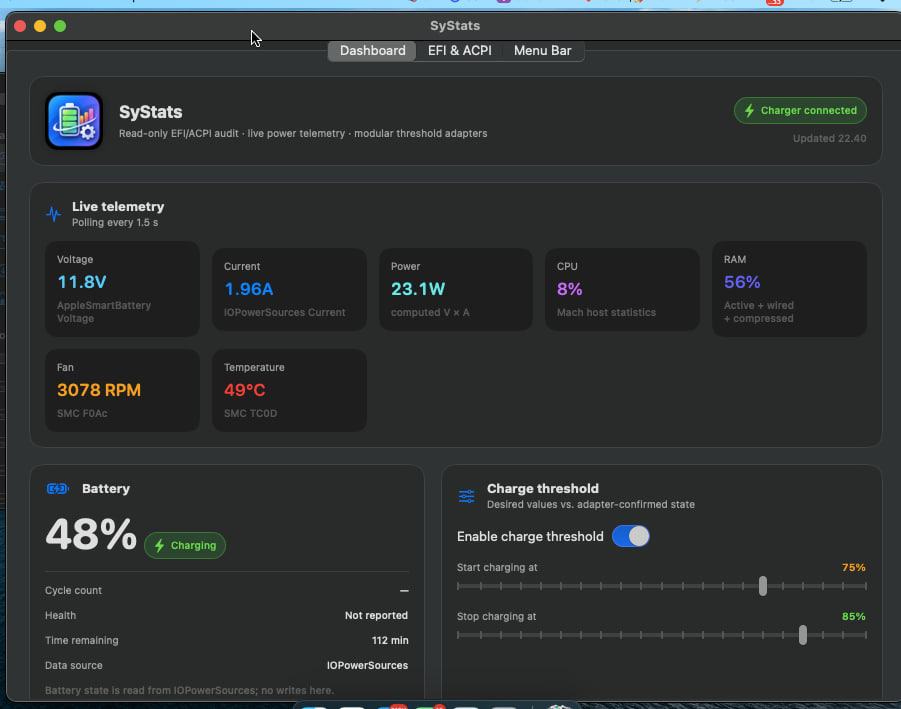 SyStats
Dashboard
EFI & ACPI
Menu Bar
SyStats
Read-only EFI/ACPI audit · live power telemetry · modular threshold adapters
Charger connected
Updated 22.40
Live telemetry
Polling every 1.5 s
Voltage
11.8V
AppleSmartBattery
Voltage
Current
1.96A
IOPowerSources Current
Power
23.1W
computed V × A
CPU
8%
Mach host statistics
RAM
56%
Active + wired
+ compressed
Fan
3078 RPM
SMC F0Ac
Temperature
49°C
SMC TC0D
Battery
48%
Charging
Cycle count
—
Health
Not reported
Time remaining
112 min
Data source
IOPowerSources
Battery state is read from IOPowerSources; no writes here.
Charge threshold
Desired values vs. adapter-confirmed state
Enable charge threshold
Start charging at
75%
Stop charging at
85%